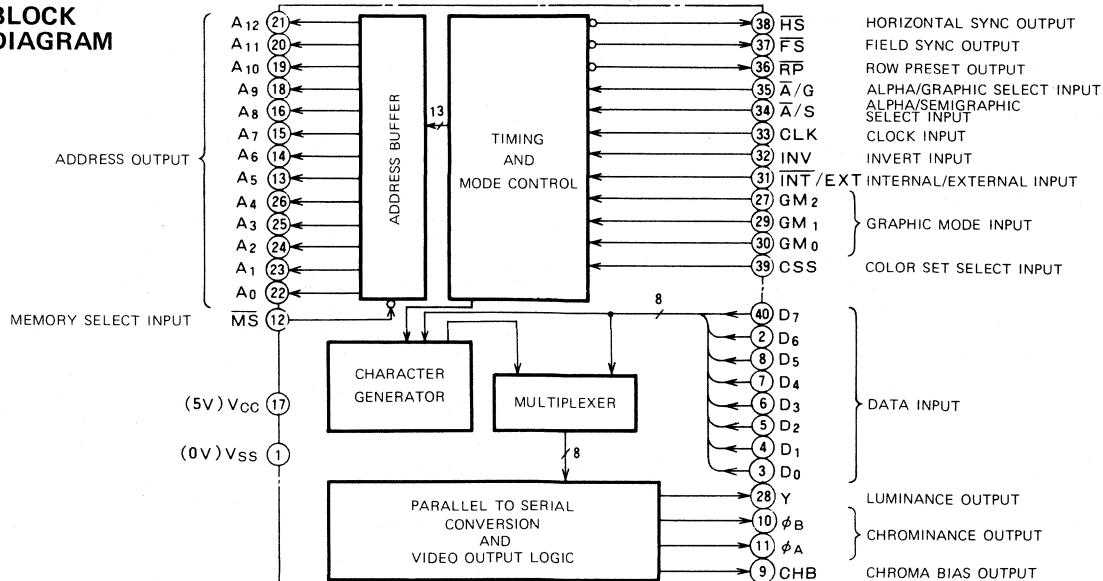 BLOCK
DIAGRAM
ADDRESS OUTPUT
A12 21
A11 20
A10 19
A9 18
A8 16
A7 15
A6 14
A5 13
A4 26
A3 25
A2 24
A1 23
A0 22
MEMORY SELECT INPUT M̅S̅ 12
(5V) VCC 17
(0V) VSS 1
ADDRESS BUFFER
13
TIMING
AND
MODE CONTROL
38 H̅S̅ HORIZONTAL SYNC OUTPUT
37 F̅S̅ FIELD SYNC OUTPUT
36 R̅P̅ ROW PRESET OUTPUT
35 A̅/G ALPHA/GRAPHIC SELECT INPUT
34 A̅/S ALPHA/SEMIGRAPHIC
SELECT INPUT
33 CLK CLOCK INPUT
32 INV INVERT INPUT
31 I̅N̅T̅/EXT INTERNAL/EXTERNAL INPUT
27 GM2
29 GM1
30 GM0
GRAPHIC MODE INPUT
39 CSS COLOR SET SELECT INPUT
8
40 D7
2 D6
8 D5
7 D4
6 D3
5 D2
4 D1
3 D0
DATA INPUT
CHARACTER
GENERATOR
MULTIPLEXER
8
PARALLEL TO SERIAL
CONVERSION
AND
VIDEO OUTPUT LOGIC
28 Y LUMINANCE OUTPUT
10 ϕB
11 ϕA
CHROMINANCE OUTPUT
9 CHB CHROMA BIAS OUTPUT